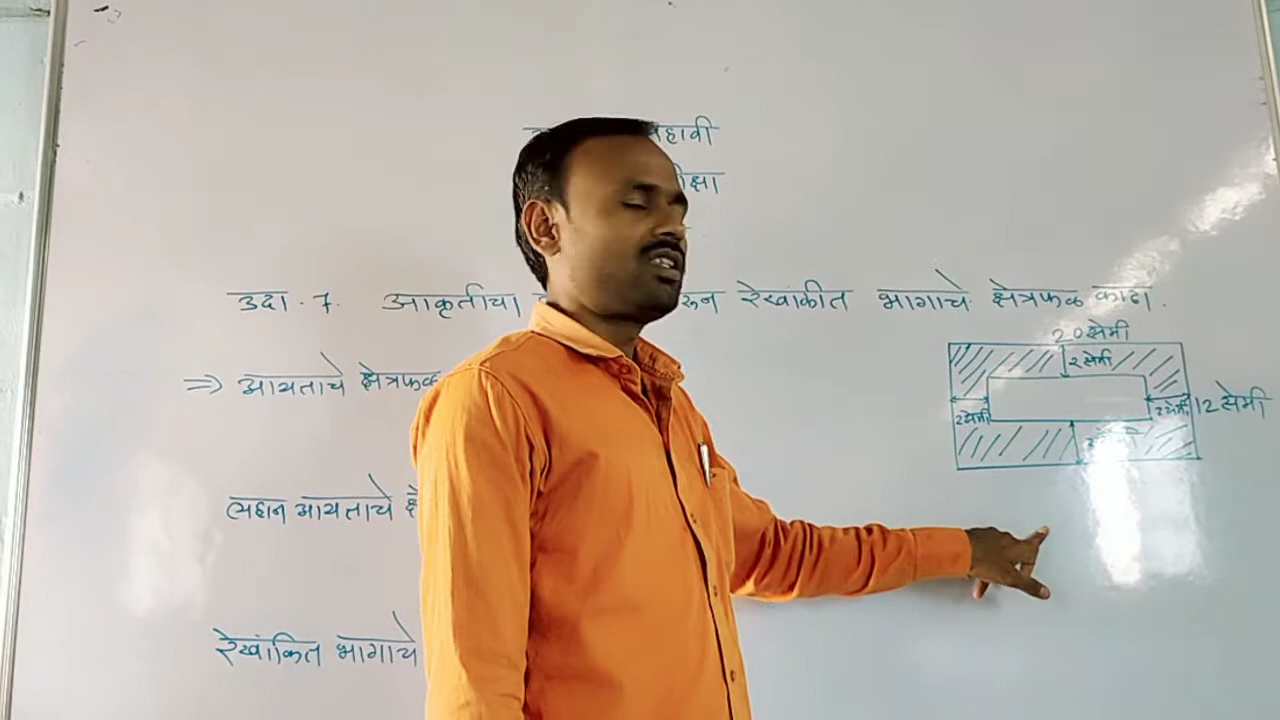 हावी
क्षा
उदा. 7. आकृतीचा रुन रेखांकीत भागाचे क्षेत्रफळ काढा.
20 सेमी
2 सेमी
⇒ आयताचे क्षेत्रफळ
2 सेमी 2 सेमी 12 सेमी
लहान आयताचे
रेखांकित भागाचे